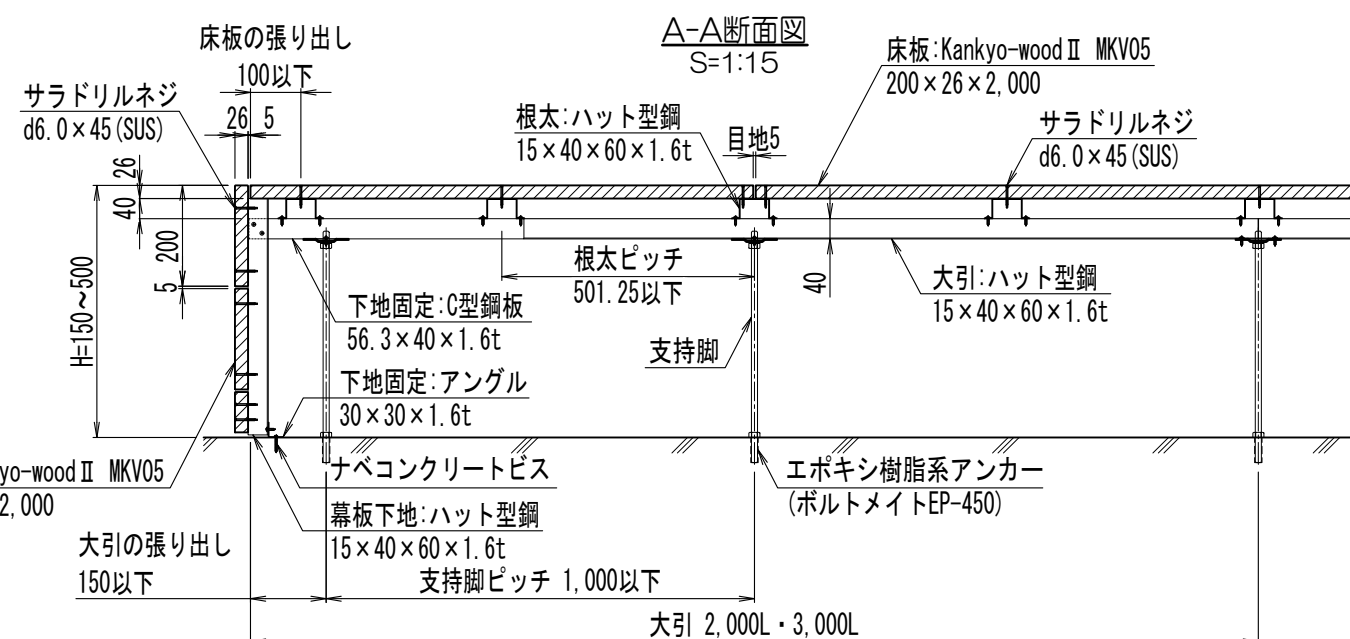 A-A断面図
S=1:15
床板の張り出し
100以下
サラドリルネジ
d6.0×45(SUS)
26 5
根太:ハット型鋼
15×40×60×1.6t
目地5
床板:Kankyo-woodⅡ MKV05
200×26×2,000
サラドリルネジ
d6.0×45(SUS)
26
40
200
5
H=150~500
根太ピッチ
501.25以下
40
大引:ハット型鋼
15×40×60×1.6t
下地固定:C型鋼板
56.3×40×1.6t
支持脚
下地固定:アングル
30×30×1.6t
yo-woodⅡ MKV05
2,000
ナベコンクリートビス
エポキシ樹脂系アンカー
(ボルトメイトEP-450)
幕板下地:ハット型鋼
15×40×60×1.6t
大引の張り出し
150以下
支持脚ピッチ 1,000以下
大引 2,000L・3,000L